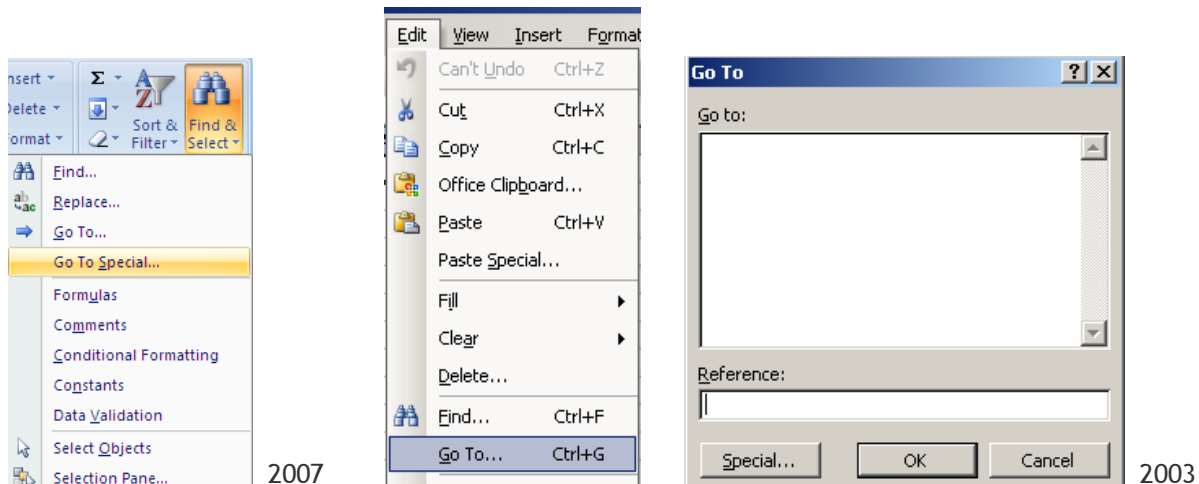 nsert
Σ
Delete
Format
Sort & Filter
Find & Select
Find...
Replace...
Go To...
Go To Special...
Formulas
Comments
Conditional Formatting
Constants
Data Validation
Select Objects
Selection Pane...
2007
Edit View Insert Format
Can't Undo Ctrl+Z
Cut Ctrl+X
Copy Ctrl+C
Office Clipboard...
Paste Ctrl+V
Paste Special...
Fill
Clear
Delete...
Find... Ctrl+F
Go To... Ctrl+G
Go To
Go to:
Reference:
Special... OK Cancel
2003